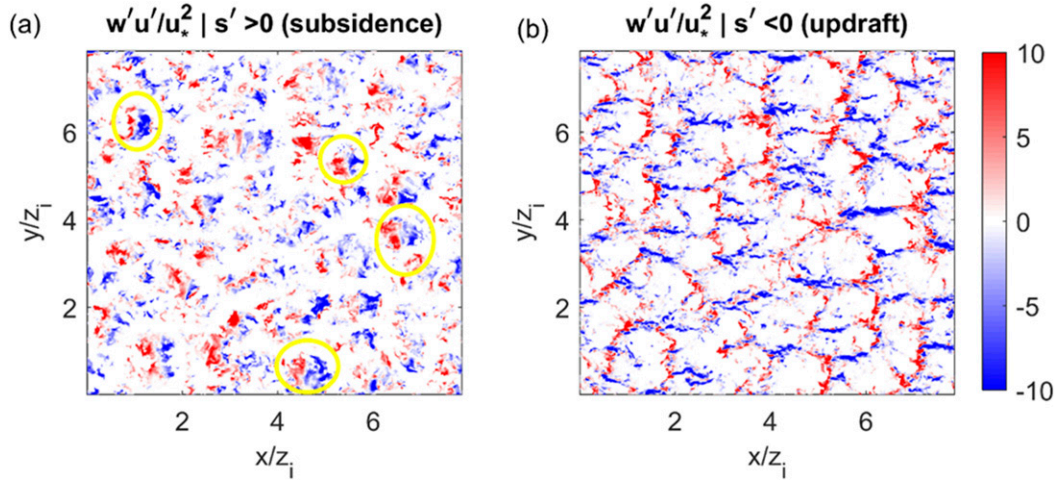 (a) w′u′/u*² | s′ >0 (subsidence)
(b) w′u′/u*² | s′ <0 (updraft)
y/zᵢ
6
4
2
2 4 6
x/zᵢ
y/zᵢ
6
4
2
2 4 6
x/zᵢ
10
5
0
-5
-10